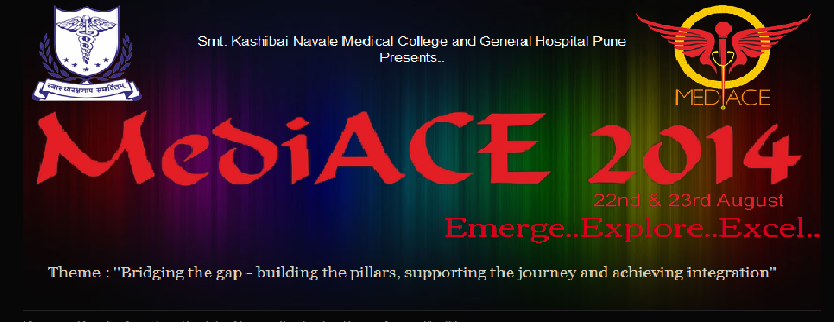 Smt. Kashibai Navale Medical College and General Hospital Pune
Presents..
MEDIACE
MediACE 2014
22nd & 23rd August
Emerge..Explore..Excel..
Theme : "Bridging the gap - building the pillars, supporting the journey and achieving integration"